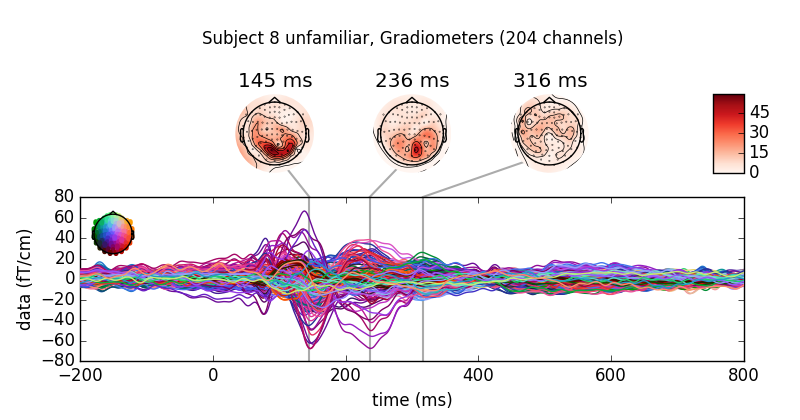 Subject 8 unfamiliar, Gradiometers (204 channels)
145 ms 236 ms 316 ms
45
30
15
0
80
60
40
20
0
−20
−40
−60
−80
data (fT/cm)
−200 0 200 400 600 800
time (ms)